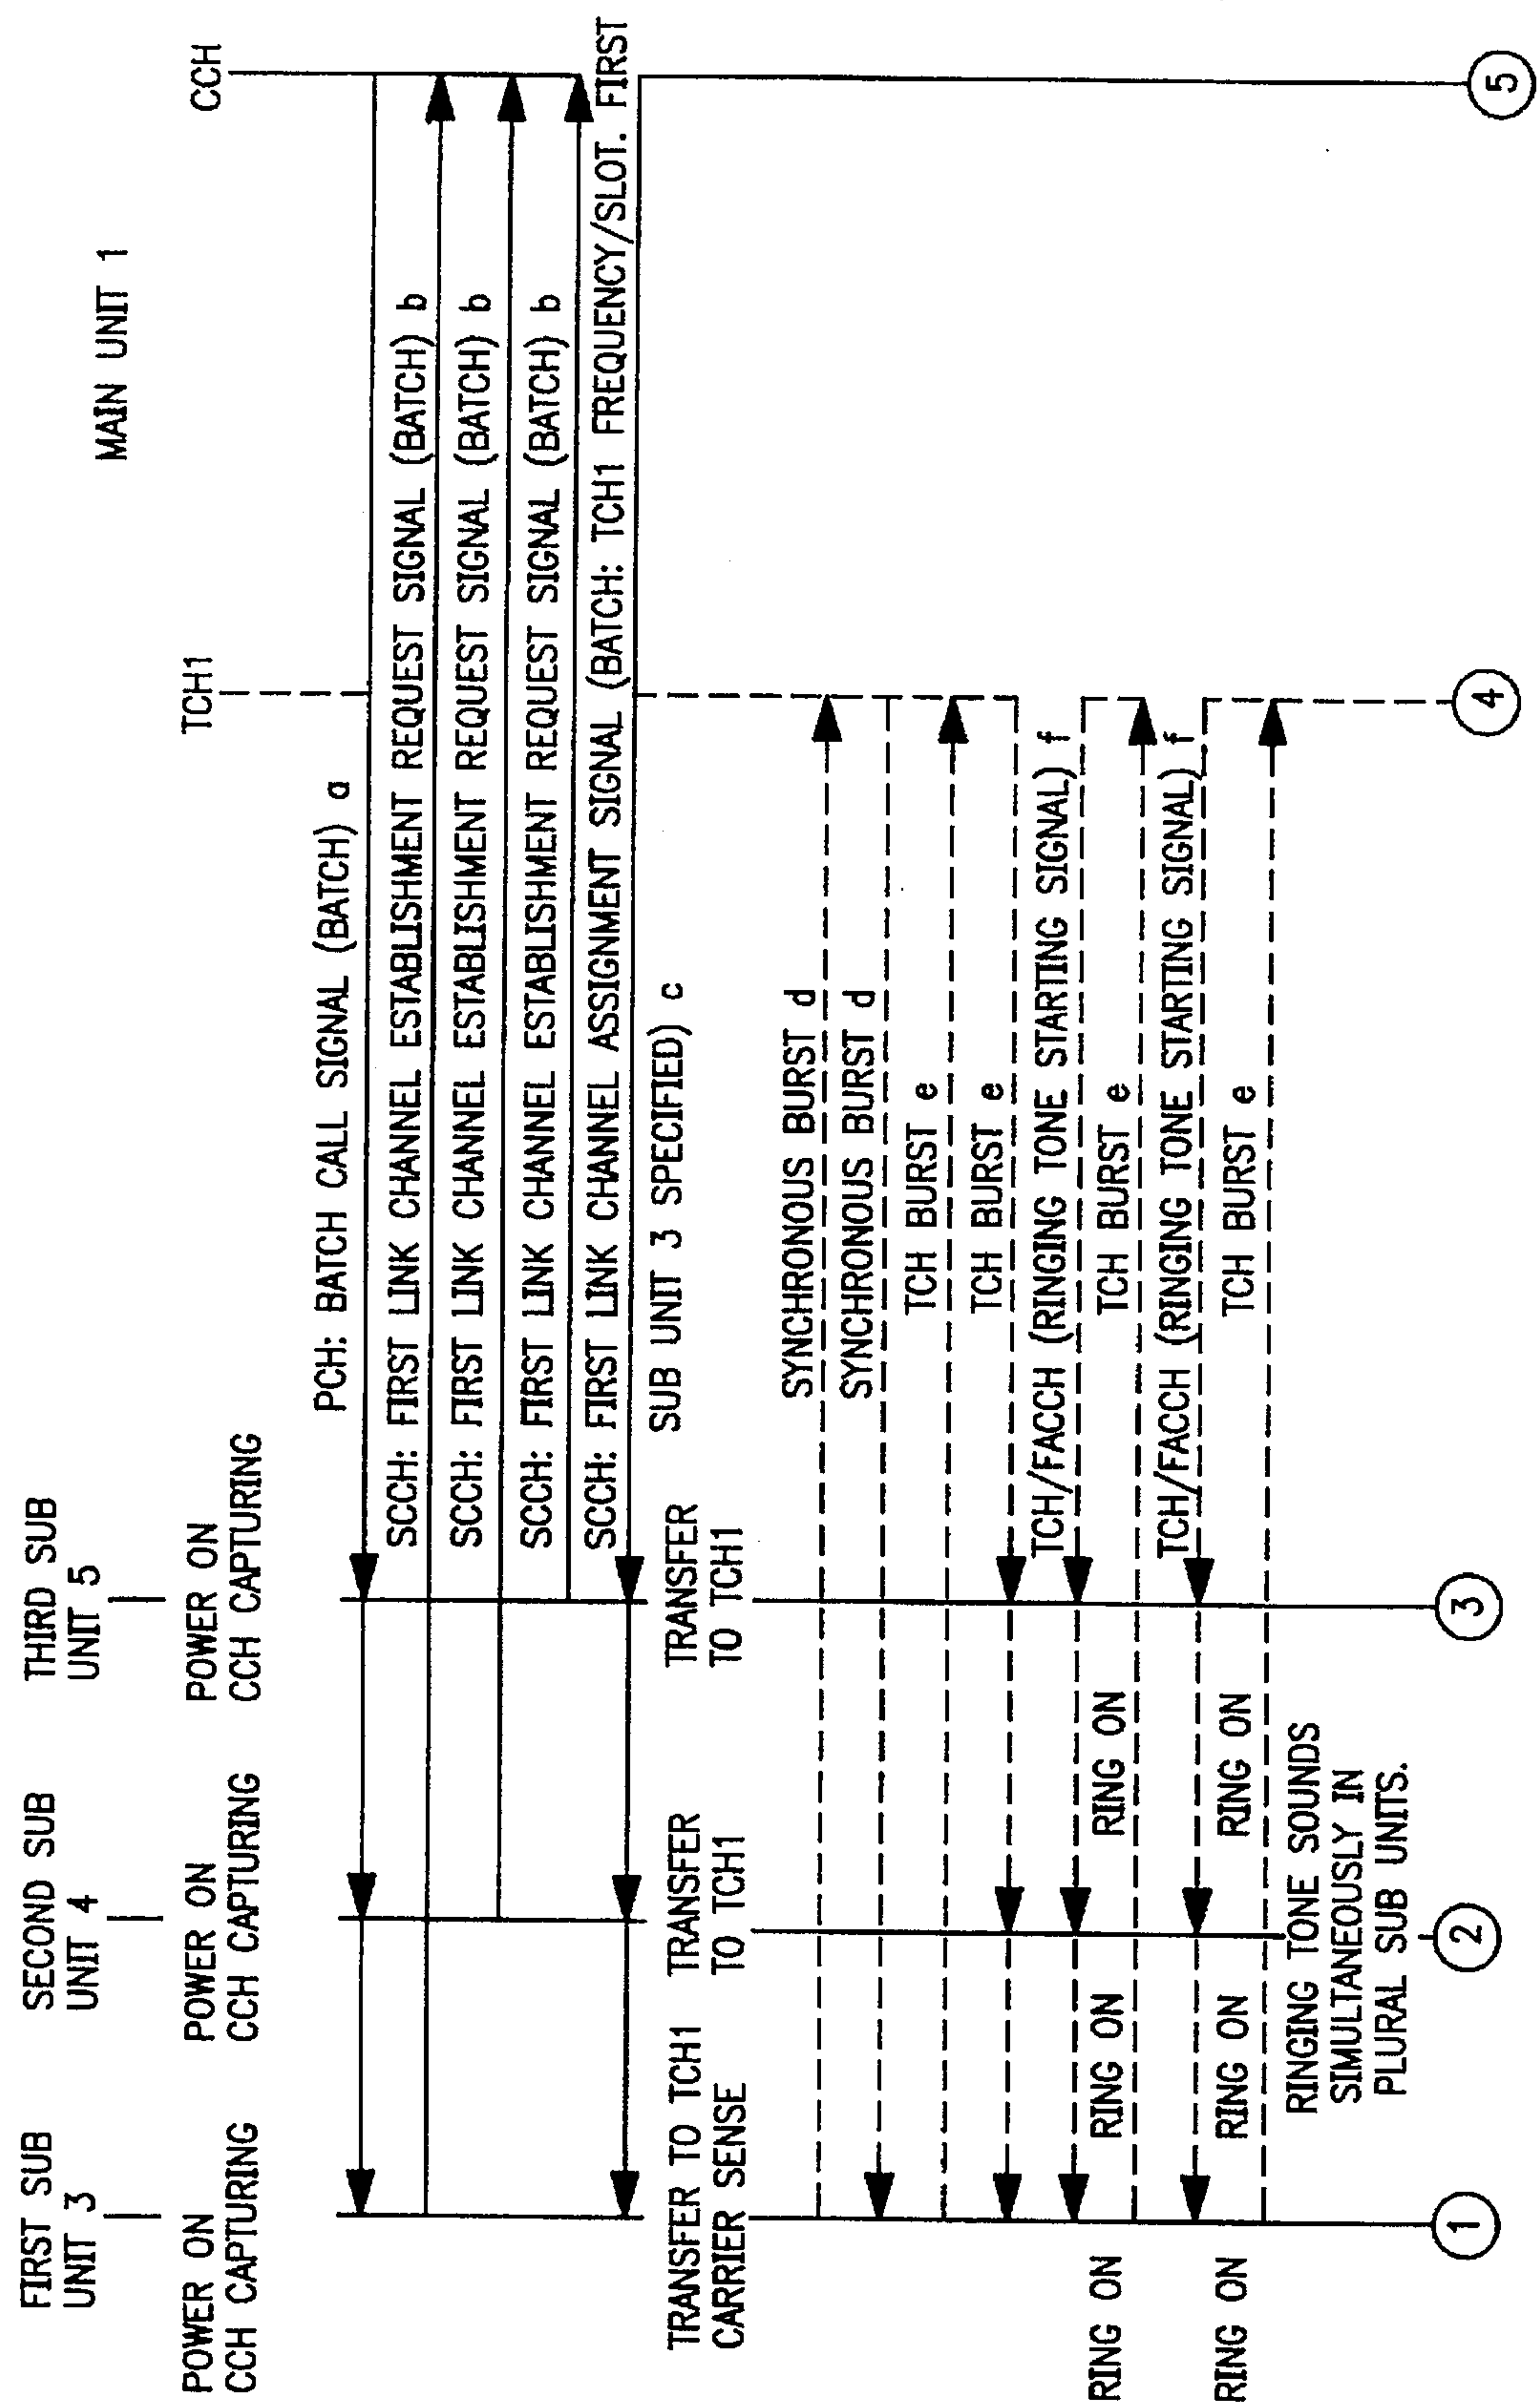 FIRST SUB
UNIT 3
SECOND SUB
UNIT 4
THIRD SUB
UNIT 5
MAIN UNIT 1
POWER ON
CCH CAPTURING
POWER ON
CCH CAPTURING
POWER ON
CCH CAPTURING
TCH1
CCH
PCH: BATCH CALL SIGNAL (BATCH) a
SCCH: FIRST LINK CHANNEL ESTABLISHMENT REQUEST SIGNAL (BATCH) b
SCCH: FIRST LINK CHANNEL ESTABLISHMENT REQUEST SIGNAL (BATCH) b
SCCH: FIRST LINK CHANNEL ESTABLISHMENT REQUEST SIGNAL (BATCH) b
SCCH: FIRST LINK CHANNEL ASSIGNMENT SIGNAL (BATCH: TCH1 FREQUENCY/SLOT. FIRST
SUB UNIT 3 SPECIFIED) c
TRANSFER TO TCH1
CARRIER SENSE
TRANSFER
TO TCH1
TRANSFER
TO TCH1
SYNCHRONOUS BURST d
SYNCHRONOUS BURST d
TCH BURST e
TCH BURST e
TCH/FACCH (RINGING TONE STARTING SIGNAL) f
RING ON
RING ON
RING ON
TCH BURST e
TCH/FACCH (RINGING TONE STARTING SIGNAL) f
RING ON
RING ON
RING ON
TCH BURST e
RINGING TONE SOUNDS
SIMULTANEOUSLY IN
PLURAL SUB UNITS.
1
2
3
4
5